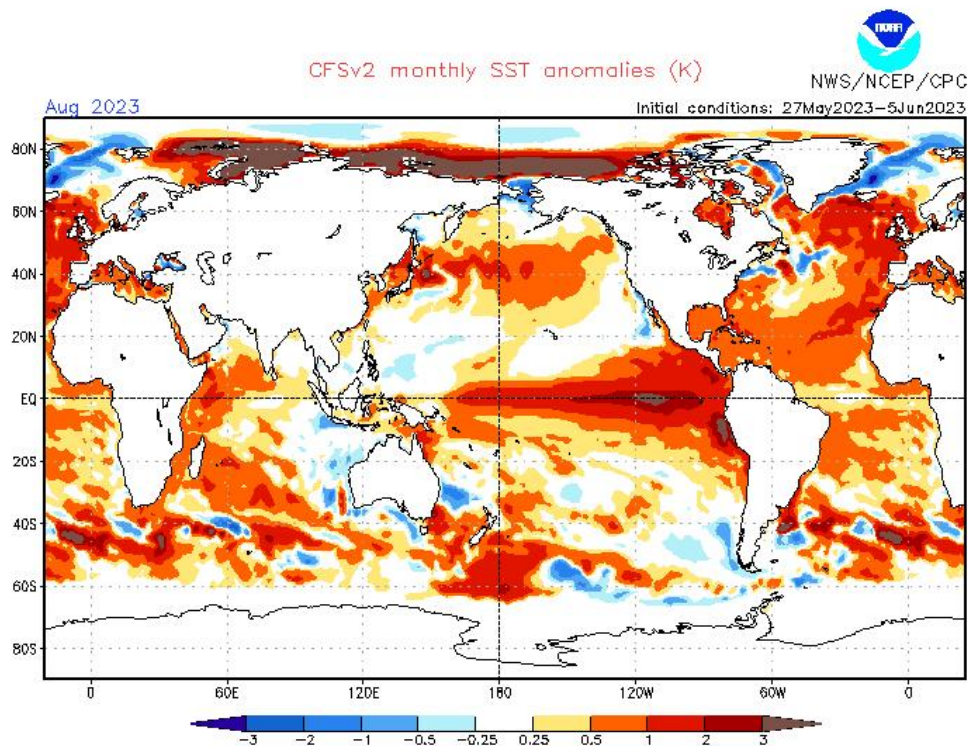 NOAA
CFSv2 monthly SST anomalies (K)
NWS/NCEP/CPC
Aug 2023
Initial conditions: 27May2023-5Jun2023
80N
60N
40N
20N
EQ
20S
40S
60S
80S
0 60E 120E 180 120W 60W 0
-3 -2 -1 -0.5 -0.25 0.25 0.5 1 2 3